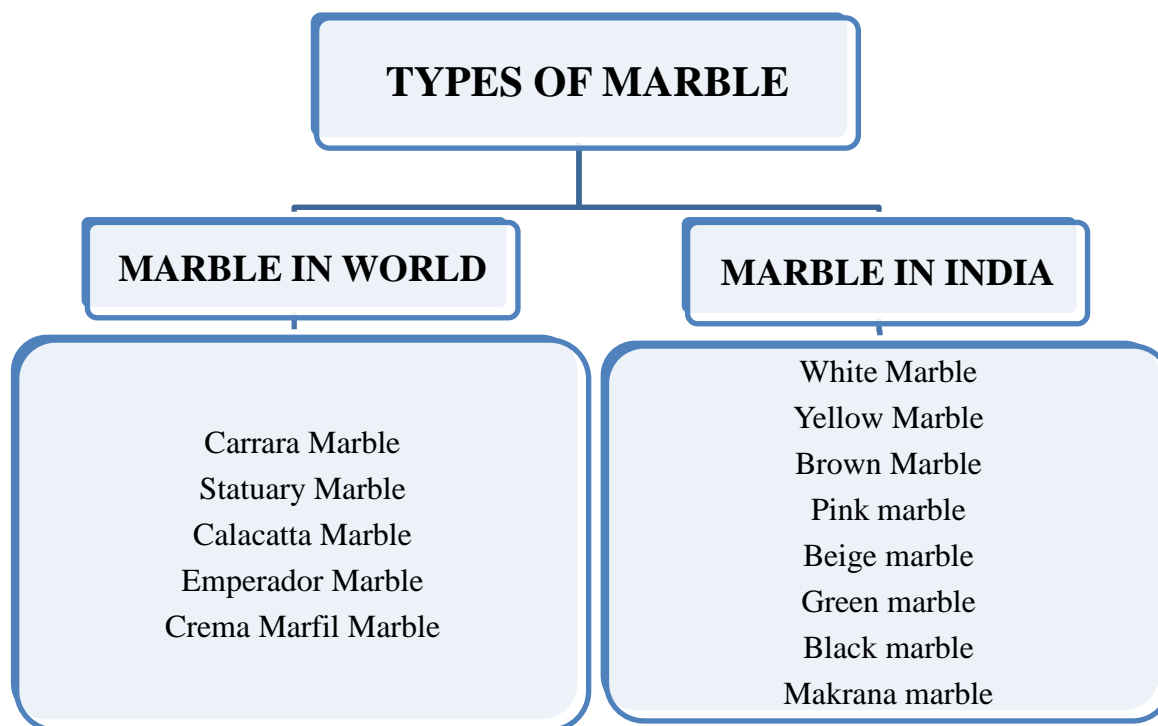 TYPES OF MARBLE
MARBLE IN WORLD
Carrara Marble
Statuary Marble
Calacatta Marble
Emperador Marble
Crema Marfil Marble
MARBLE IN INDIA
White Marble
Yellow Marble
Brown Marble
Pink marble
Beige marble
Green marble
Black marble
Makrana marble